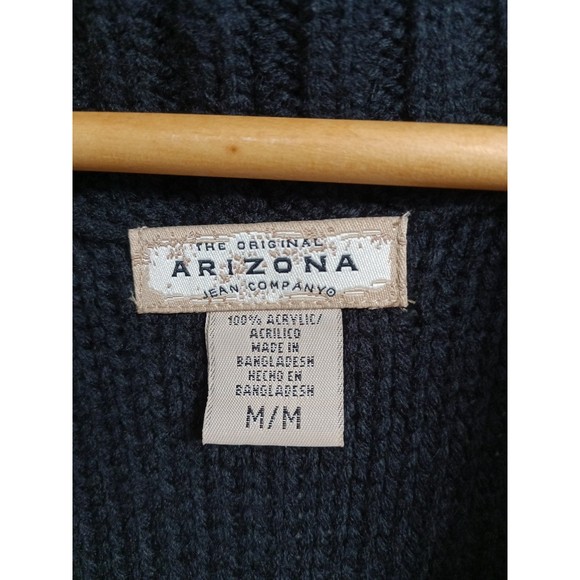 THE ORIGINAL
ARIZONA
JEAN COMPANY®
100% ACRYLIC/
ACRILICO
MADE IN
BANGLADESH
HECHO EN
BANGLADESH
M/M